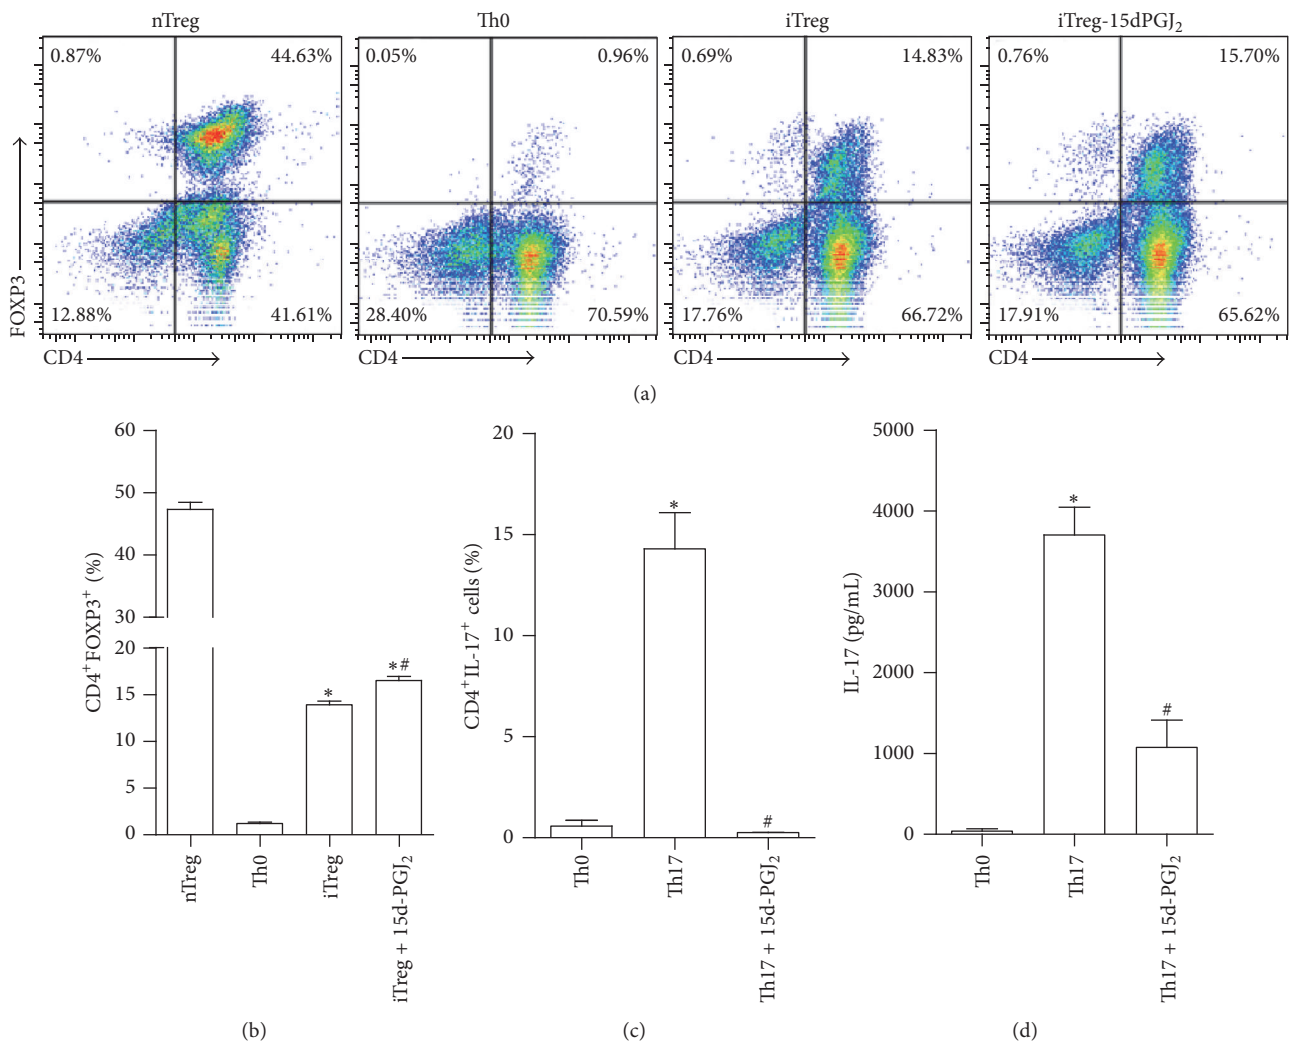 nTreg
Th0
iTreg
iTreg-15dPGJ2
0.87%
44.63%
0.05%
0.96%
0.69%
14.83%
0.76%
15.70%
FOXP3
12.88%
41.61%
28.40%
70.59%
17.76%
66.72%
17.91%
65.62%
CD4
CD4
CD4
CD4
(a)
CD4+FOXP3+ (%)
60
50
40
30
20
15
10
5
0
*
*#
nTreg
Th0
iTreg
iTreg + 15d-PGJ2
(b)
CD4+IL-17+ cells (%)
20
15
10
5
0
*
#
Th0
Th17
Th17 + 15d-PGJ2
(c)
IL-17 (pg/mL)
5000
4000
3000
2000
1000
0
*
#
Th0
Th17
Th17 + 15d-PGJ2
(d)